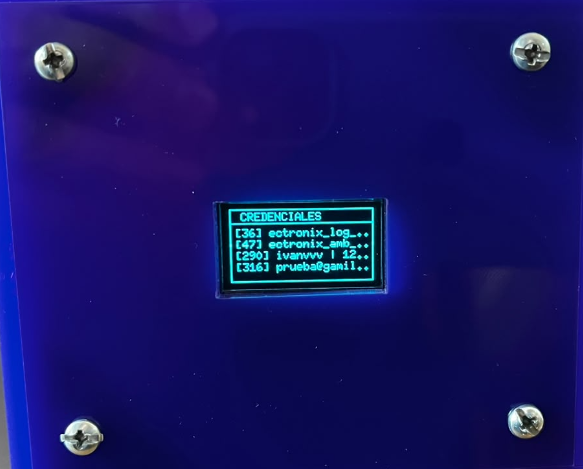 CREDENCIALES
[36] ectronix_log_..
[47] ectronix_amb_..
[290] ivanvvv | 12..
[316] prueba@gamil..